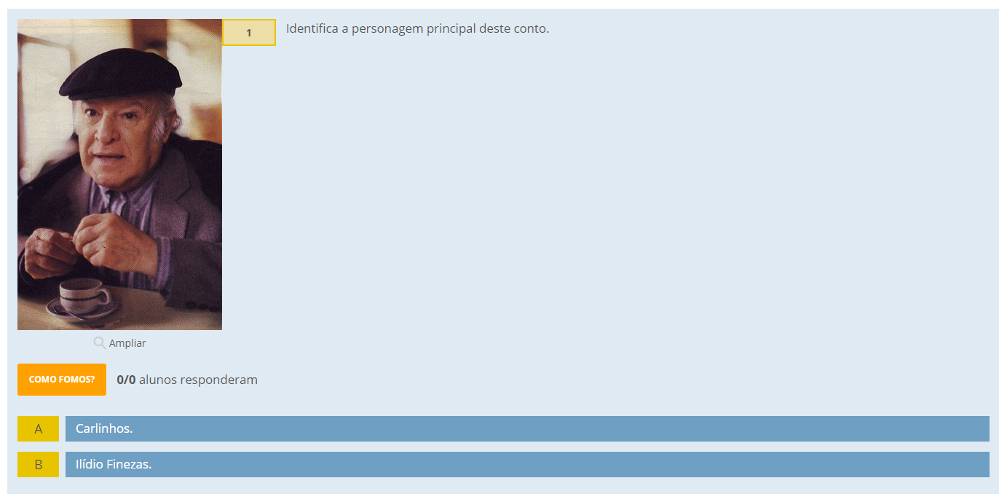 1
Identifica a personagem principal deste conto.
Ampliar
COMO FOMOS?
0/0 alunos responderam
A
Carlinhos.
B
Ilídio Finezas.